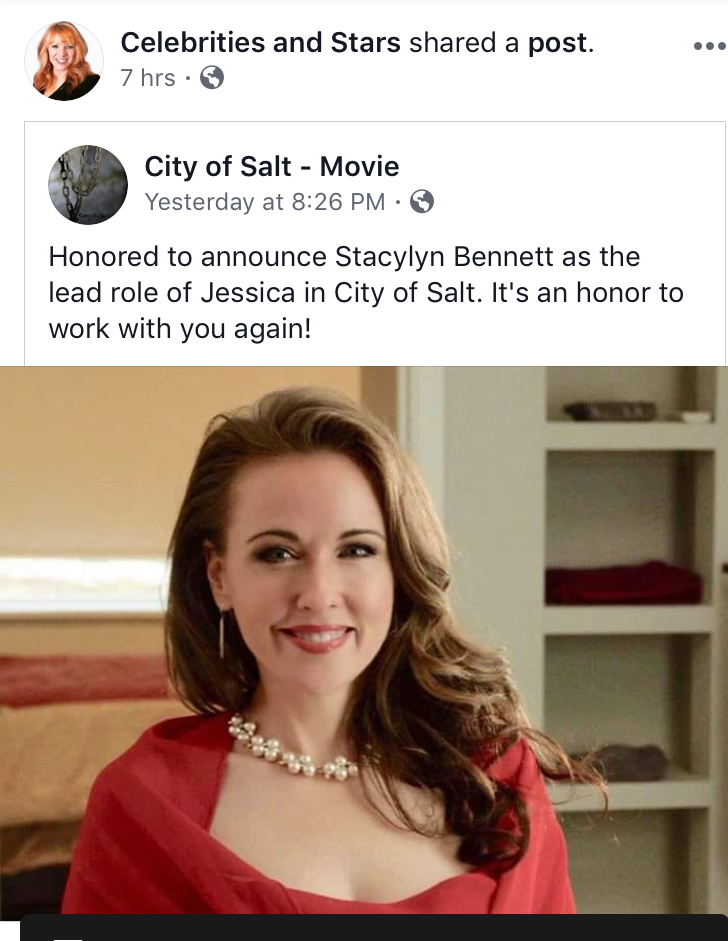 Celebrities and Stars shared a post.
7 hrs ·
City of Salt - Movie
Yesterday at 8:26 PM ·
Honored to announce Stacylyn Bennett as the
lead role of Jessica in City of Salt. It's an honor to
work with you again!